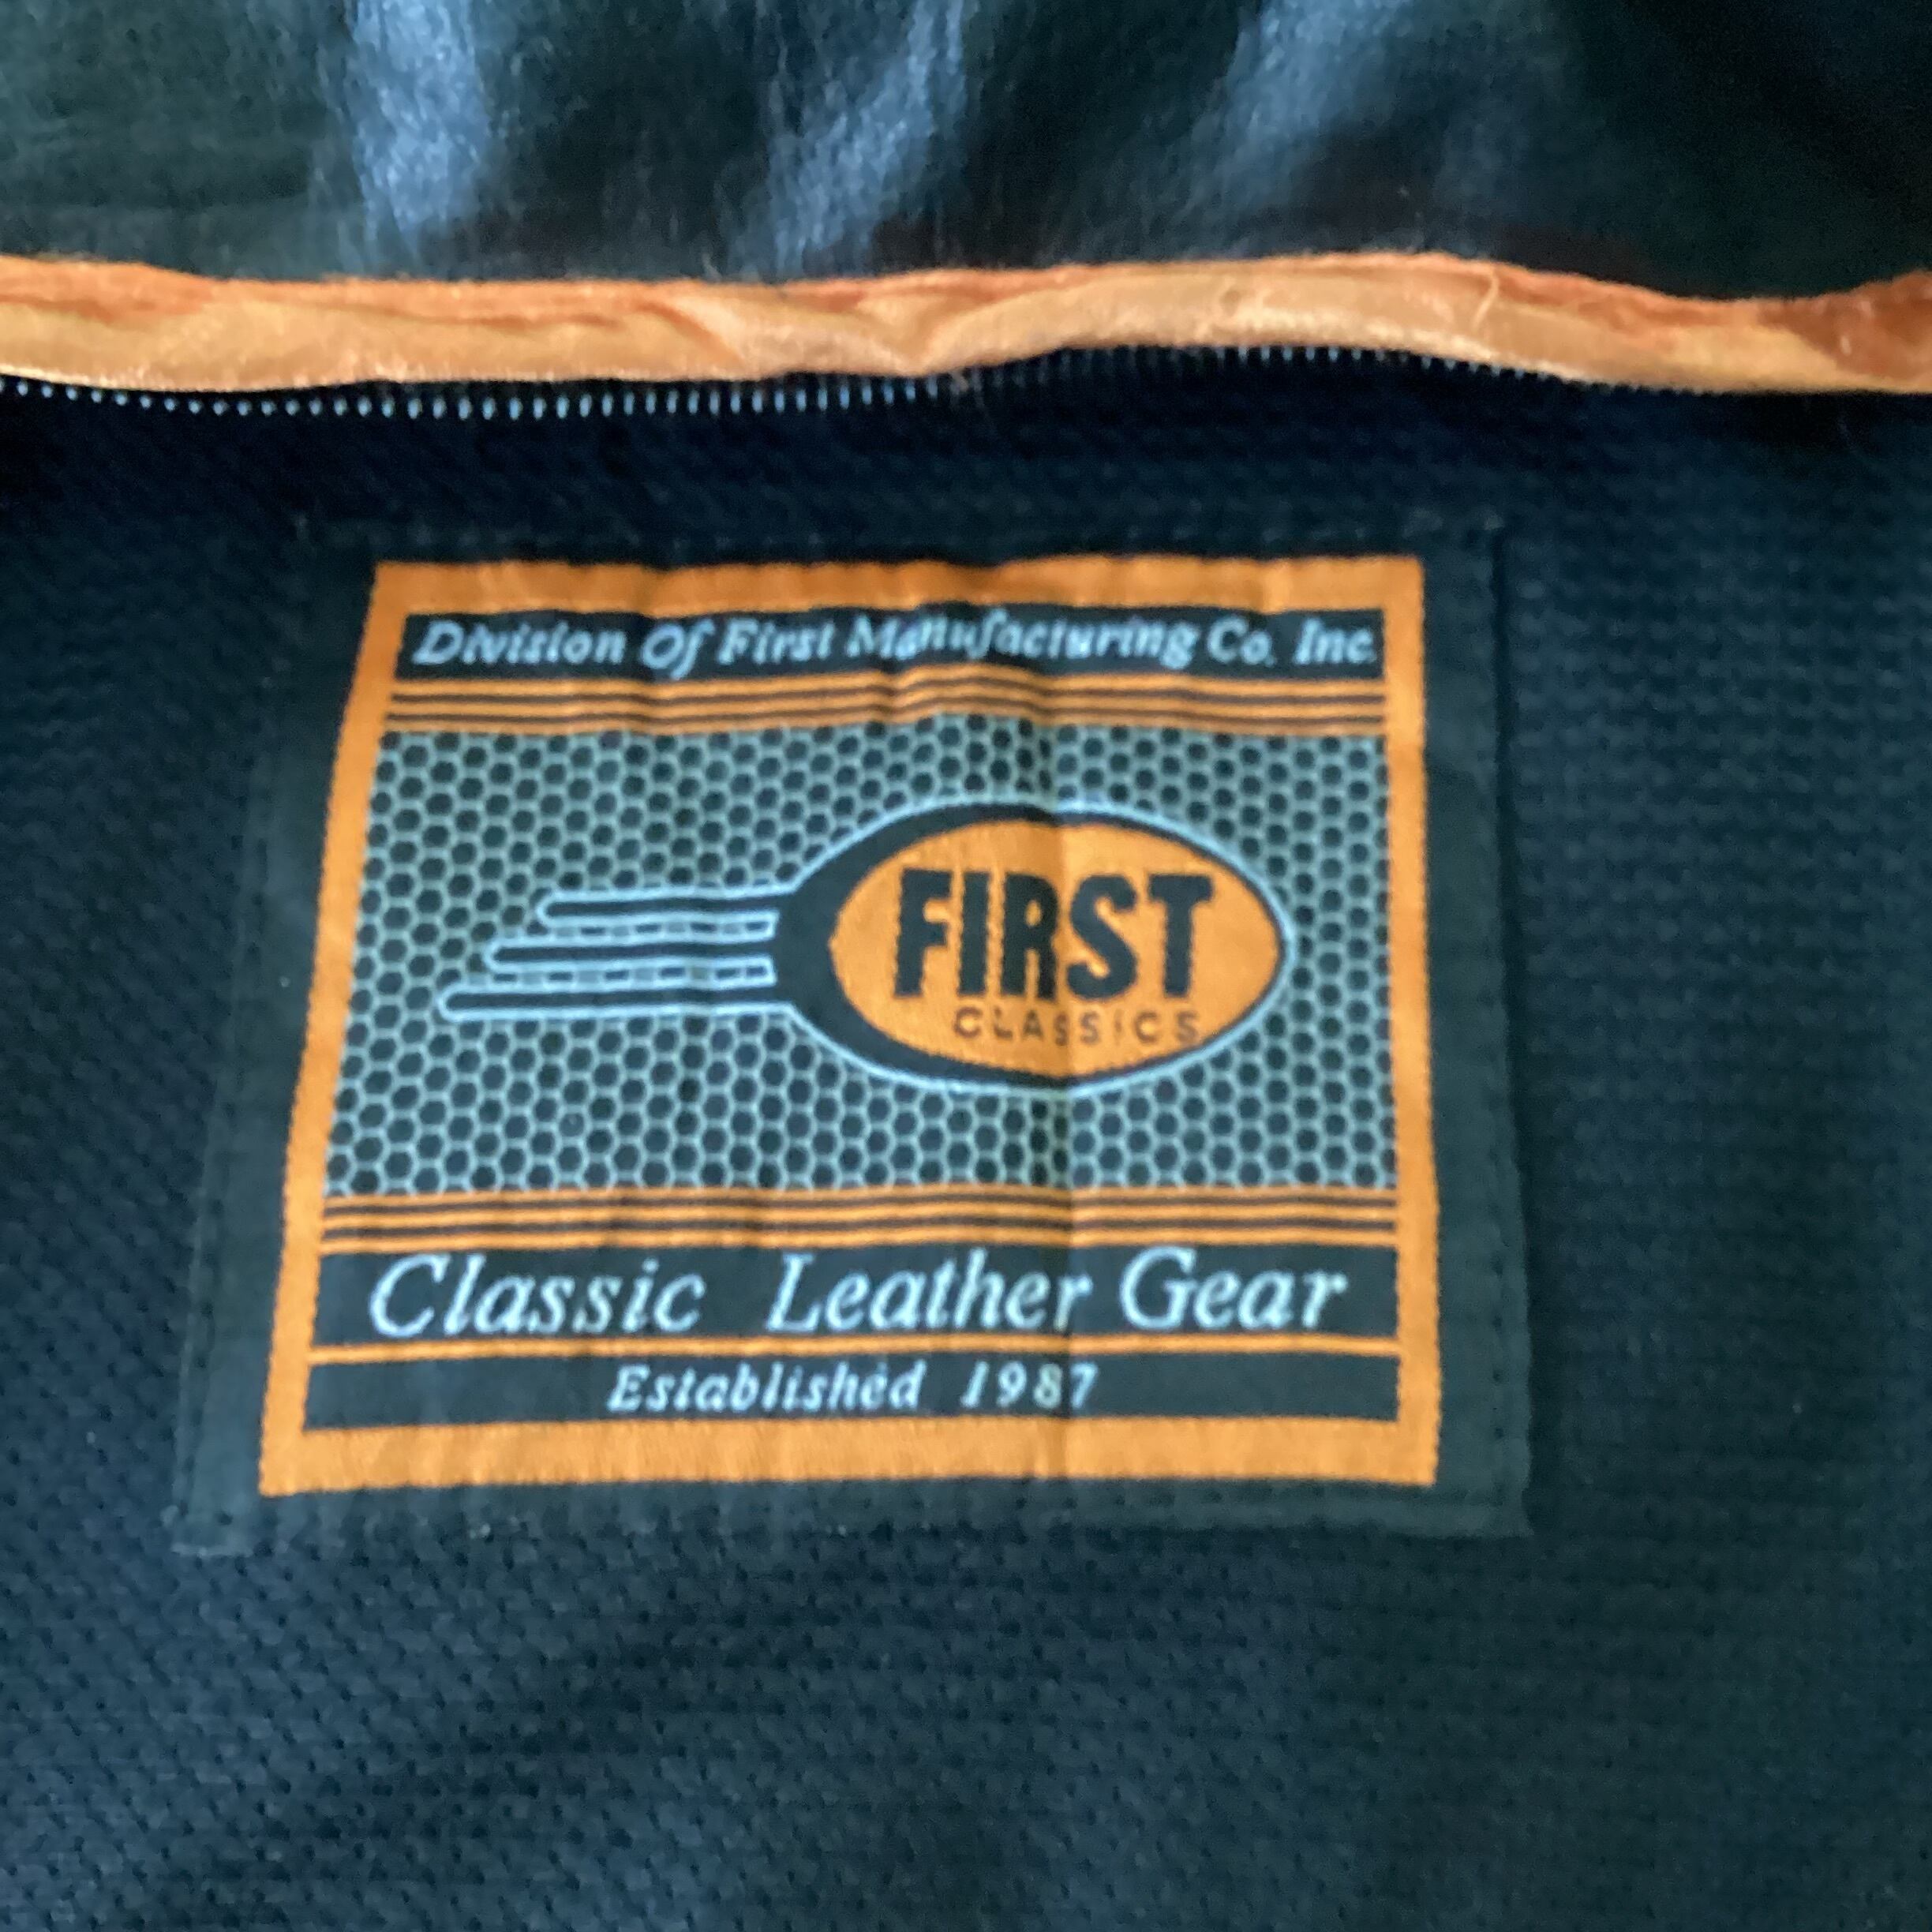 Division Of First Manufacturing Co. Inc.
FIRST
CLASSICS
Classic Leather Gear
Established 1987